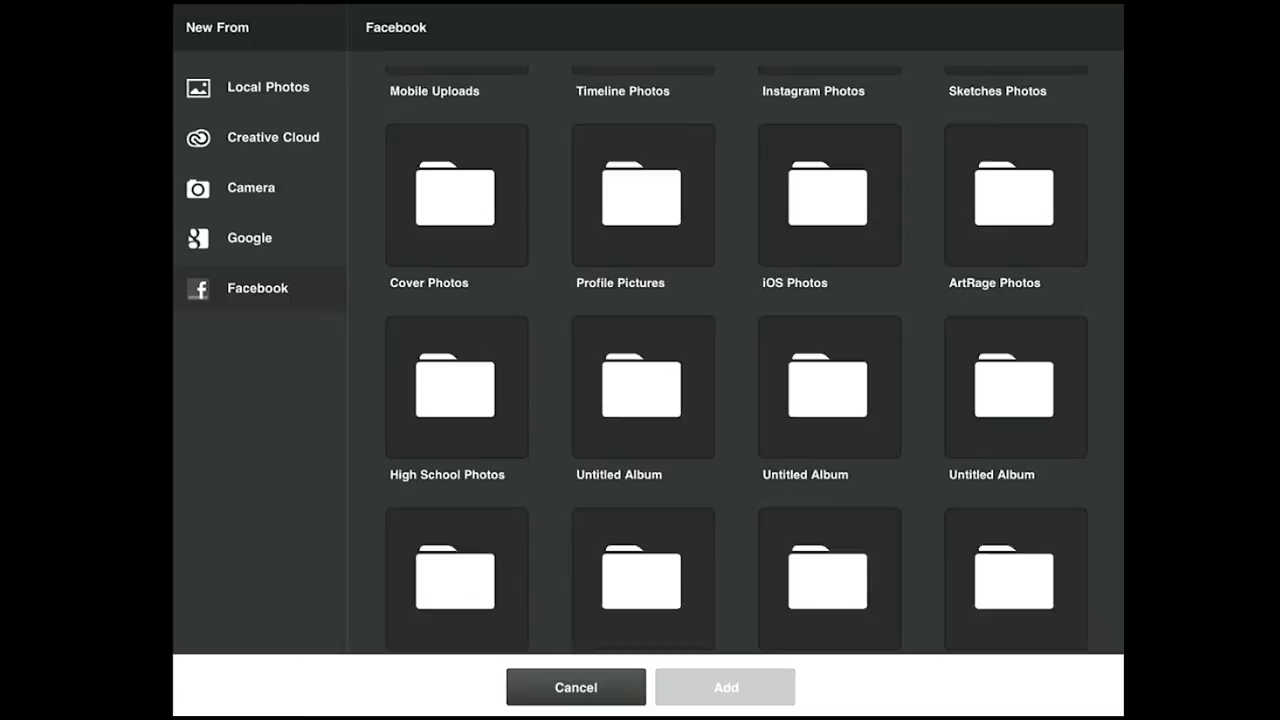 New From
Facebook
Local Photos
Creative Cloud
Camera
Google
Facebook
Mobile Uploads
Timeline Photos
Instagram Photos
Sketches Photos
Cover Photos
Profile Pictures
iOS Photos
ArtRage Photos
High School Photos
Untitled Album
Untitled Album
Untitled Album
Cancel
Add